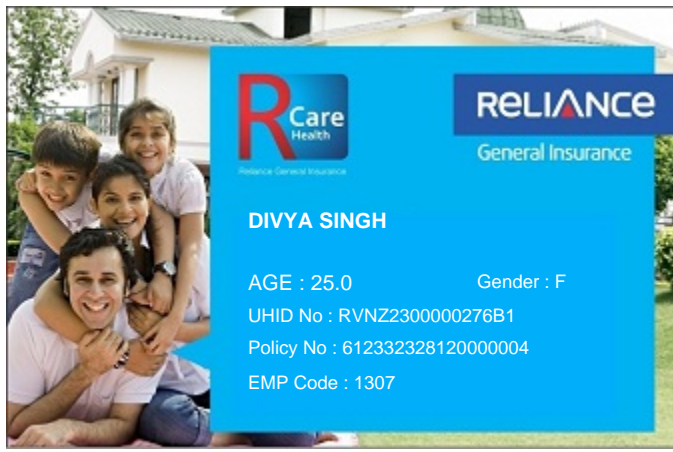 R Care
Health
Reliance General Insurance
RELIANCE
General Insurance
DIVYA SINGH
AGE : 25.0 Gender : F
UHID No : RVNZ2300000276B1
Policy No : 612332328120000004
EMP Code : 1307